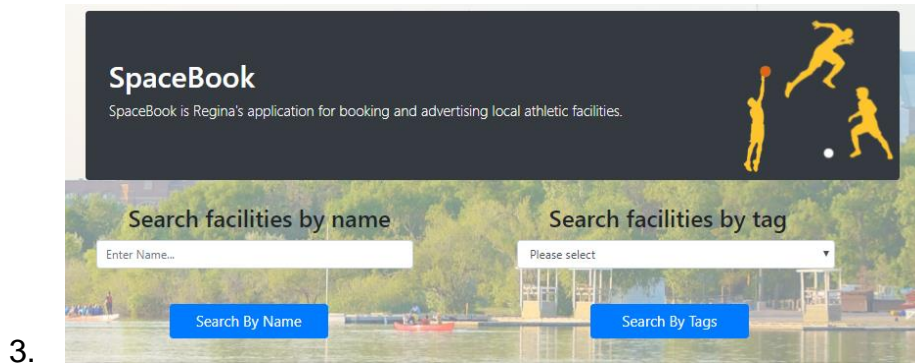 SpaceBook
SpaceBook is Regina's application for booking and advertising local athletic facilities.
Search facilities by name
Search facilities by tag
Enter Name...
Please select
Search By Name
Search By Tags
3.